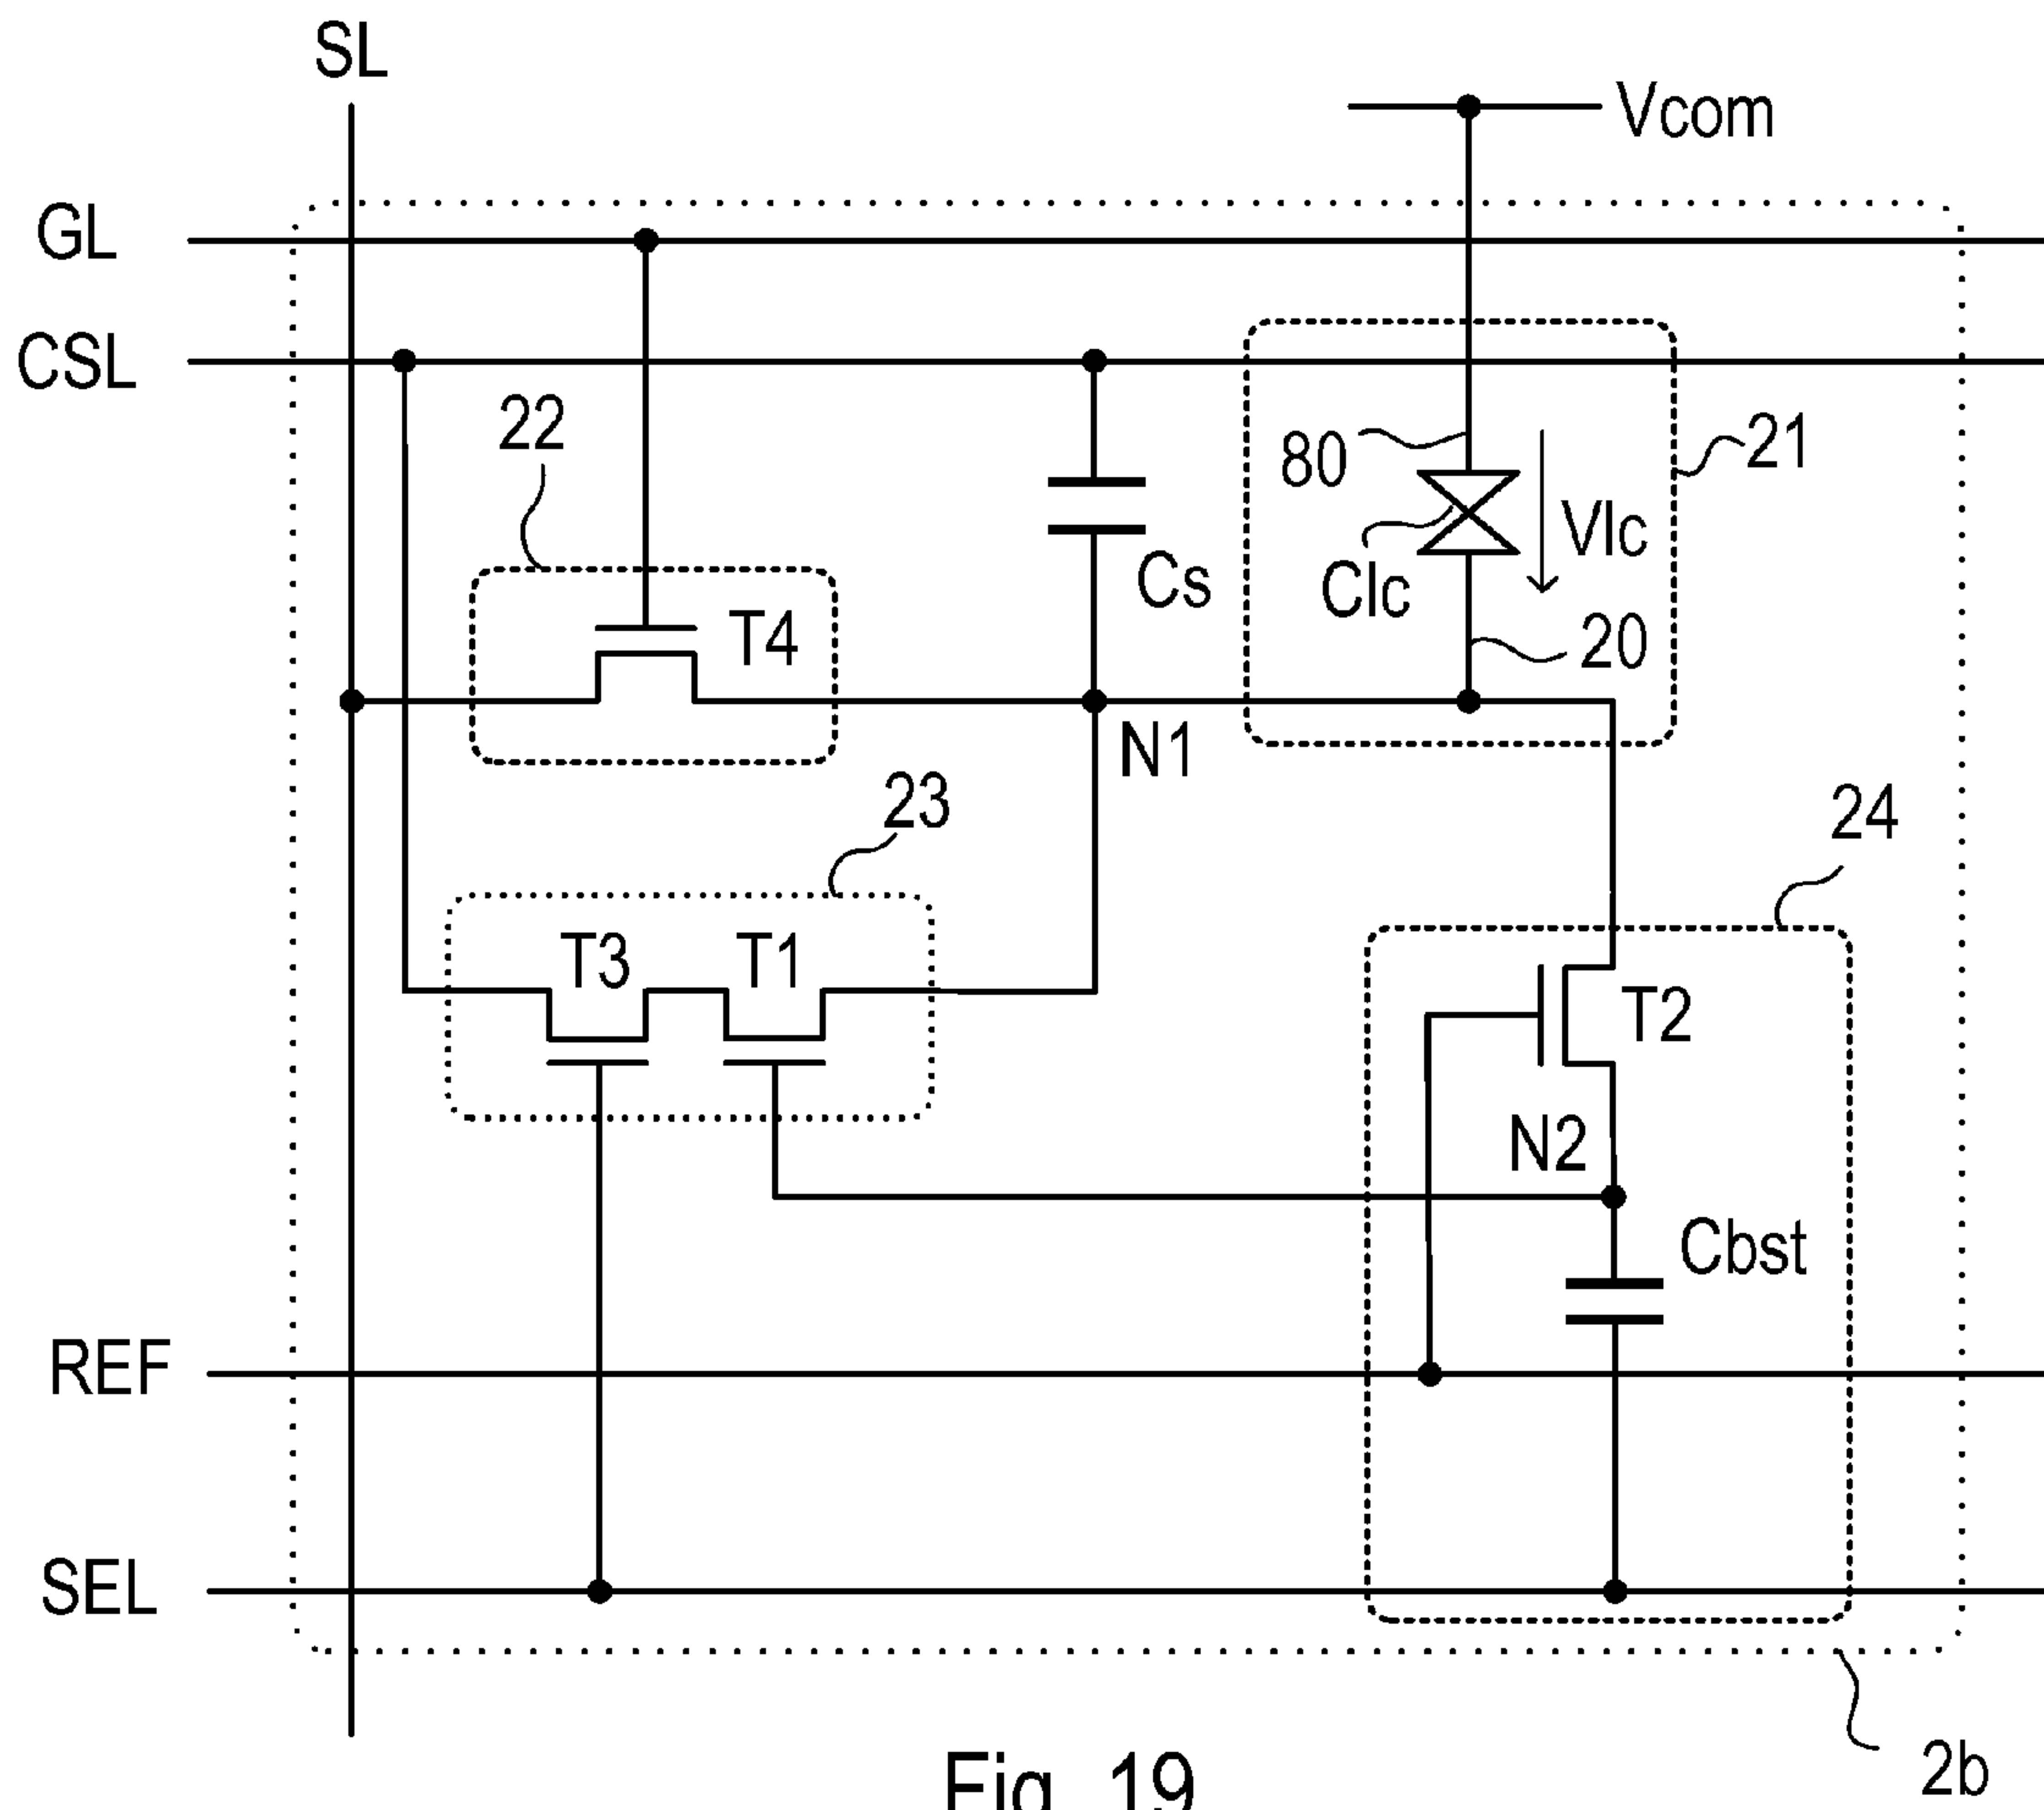 SL
Vcom
GL
CSL
22
80
21
Vlc
Clc
Cs
T4
20
N1
23
24
T3
T1
T2
N2
Cbst
REF
SEL
2b
Fig. 19